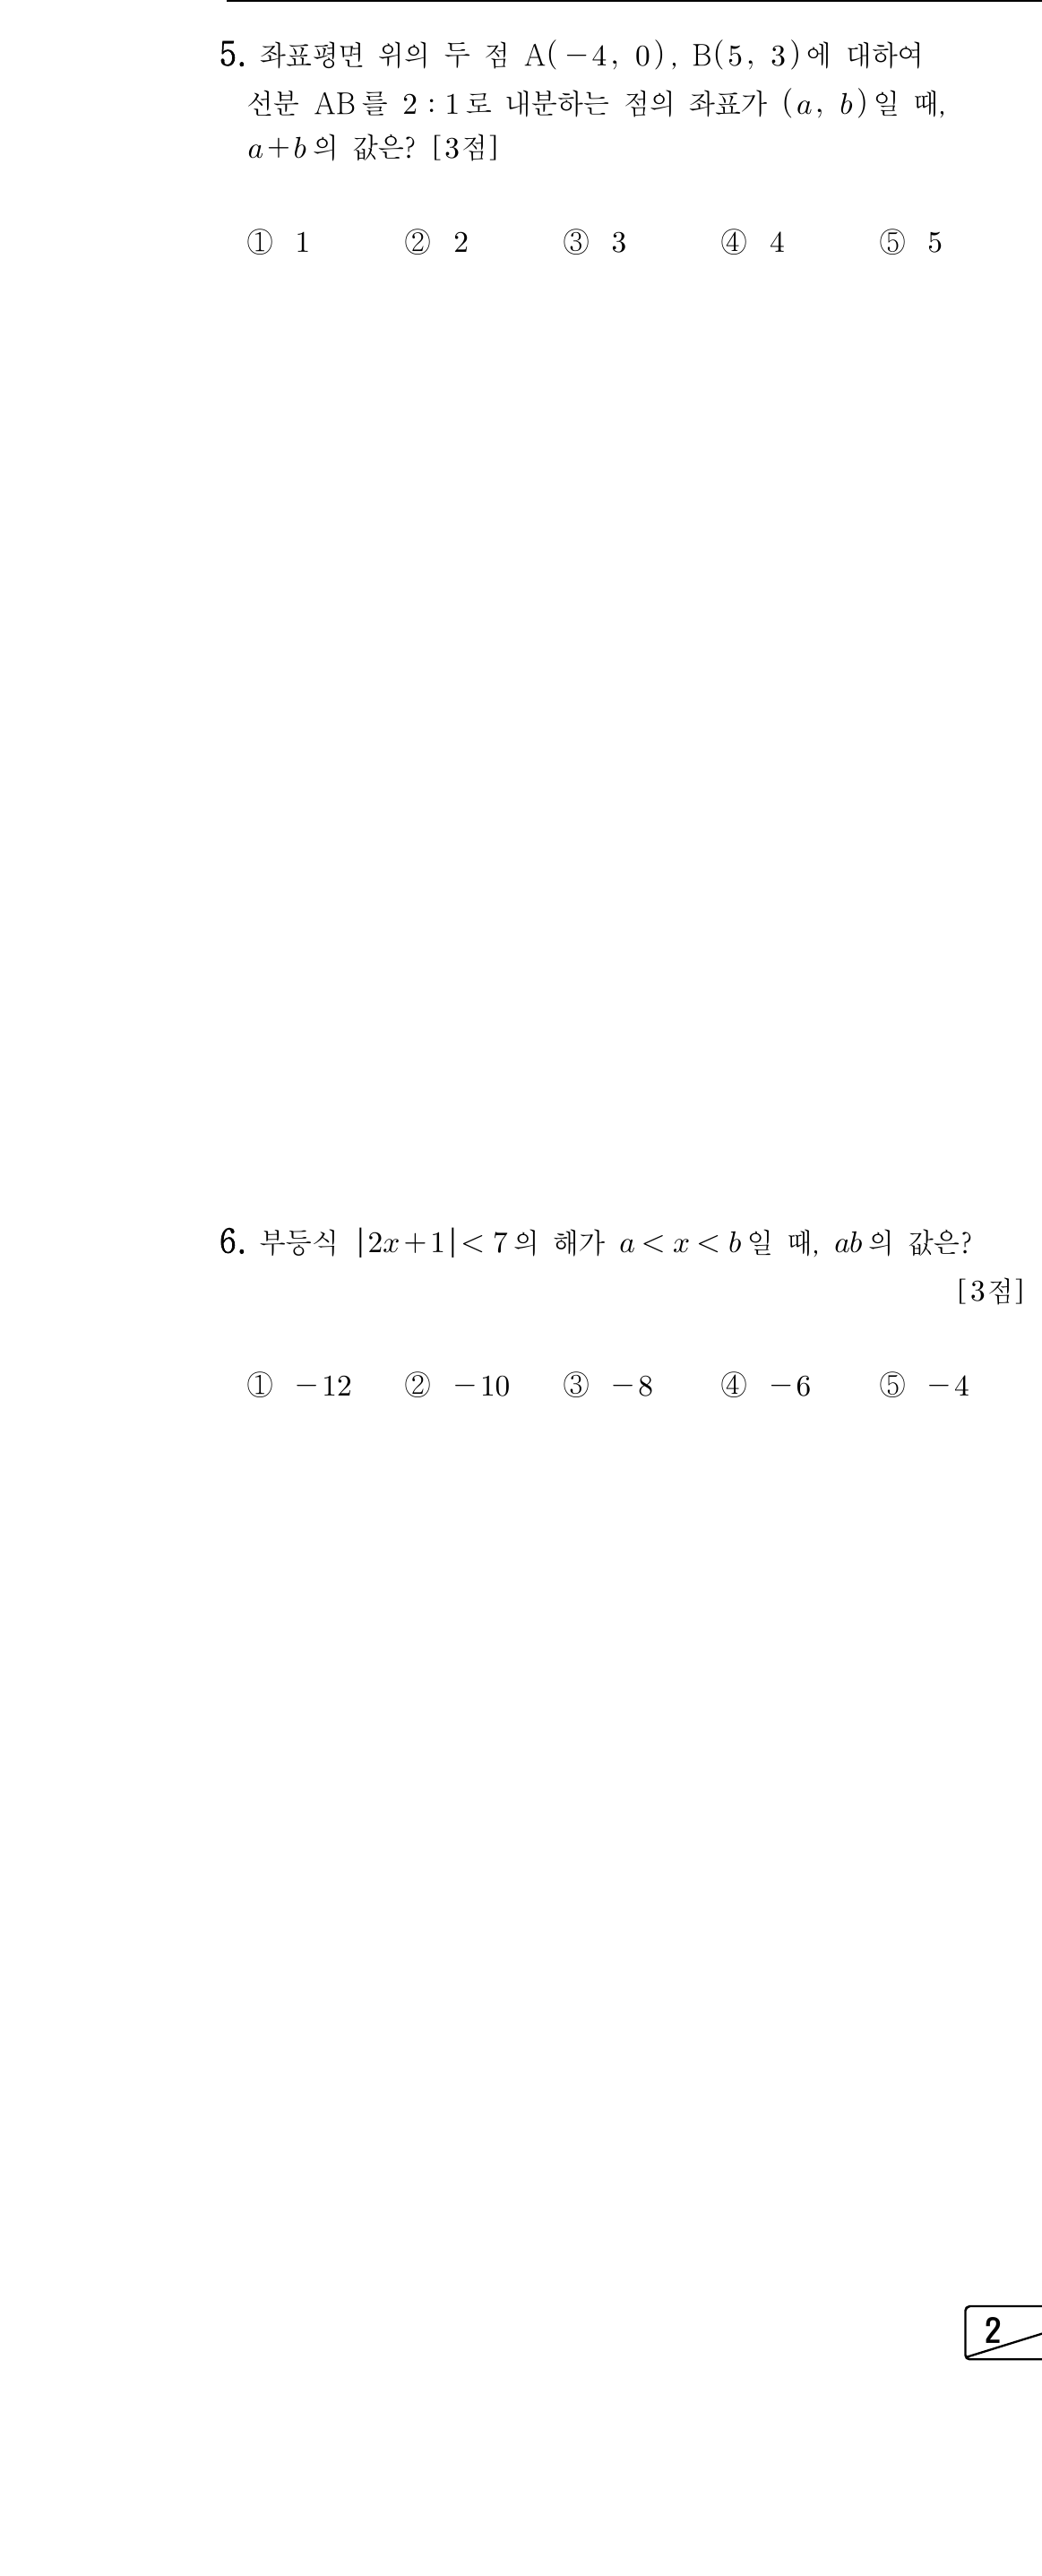 5. 좌표평면 위의 두 점 A(−4, 0), B(5, 3)에 대하여
선분 AB를 2 : 1로 내분하는 점의 좌표가 (a, b)일 때,
a+b의 값은? [3점]
① 1 ② 2 ③ 3 ④ 4 ⑤ 5
6. 부등식 |2x+1|< 7의 해가 a < x < b일 때, ab의 값은?
[3점]
① −12 ② −10 ③ −8 ④ −6 ⑤ −4
2